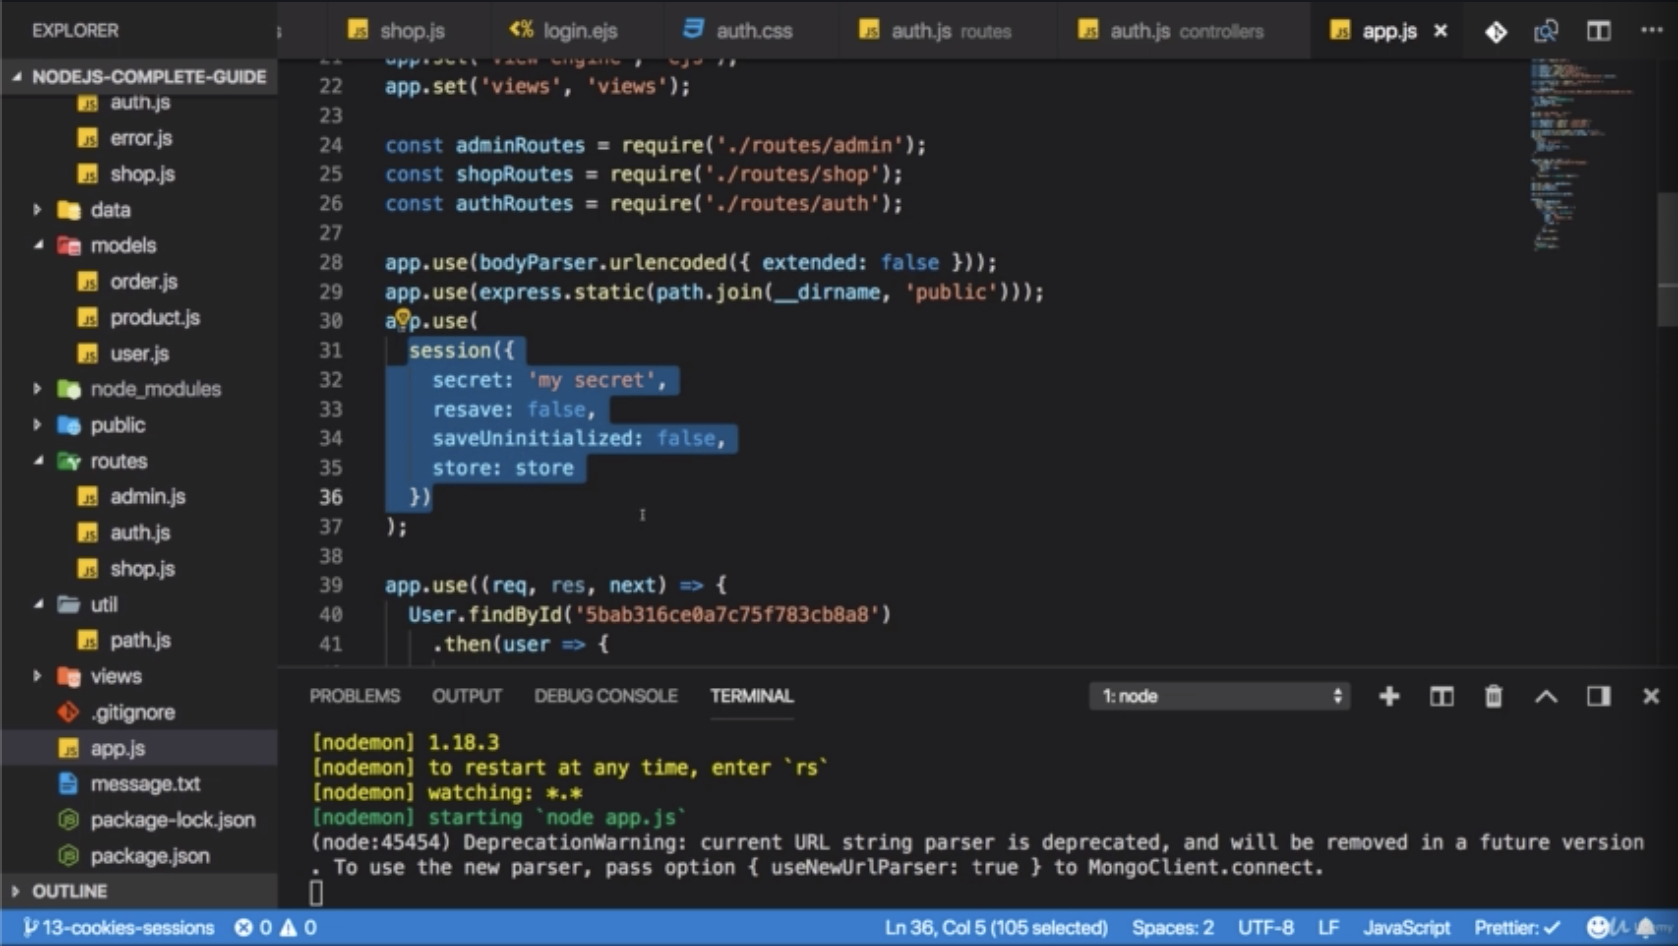 EXPLORER
s
shop.js
login.ejs
auth.css
auth.js routes
auth.js controllers
app.js
NODEJS-COMPLETE-GUIDE
auth.js
error.js
shop.js
data
models
order.js
product.js
user.js
node_modules
public
routes
admin.js
auth.js
shop.js
util
path.js
views
.gitignore
app.js
message.txt
package-lock.json
package.json
OUTLINE
21 app.set('view engine', 'ejs');
22 app.set('views', 'views');
23
24 const adminRoutes = require('./routes/admin');
25 const shopRoutes = require('./routes/shop');
26 const authRoutes = require('./routes/auth');
27
28 app.use(bodyParser.urlencoded({ extended: false }));
29 app.use(express.static(path.join(__dirname, 'public')));
30 app.use(
31 session({
32 secret: 'my secret',
33 resave: false,
34 saveUninitialized: false,
35 store: store
36 })
37 );
38
39 app.use((req, res, next) => {
40 User.findById('5bab316ce0a7c75f783cb8a8')
41 .then(user => {
PROBLEMS OUTPUT DEBUG CONSOLE TERMINAL 1: node
[nodemon] 1.18.3
[nodemon] to restart at any time, enter `rs`
[nodemon] watching: *.*
[nodemon] starting `node app.js`
(node:45454) DeprecationWarning: current URL string parser is deprecated, and will be removed in a future version
. To use the new parser, pass option { useNewUrlParser: true } to MongoClient.connect.
13-cookies-sessions 0 0 Ln 36, Col 5 (105 selected) Spaces: 2 UTF-8 LF JavaScript Prettier: ✓